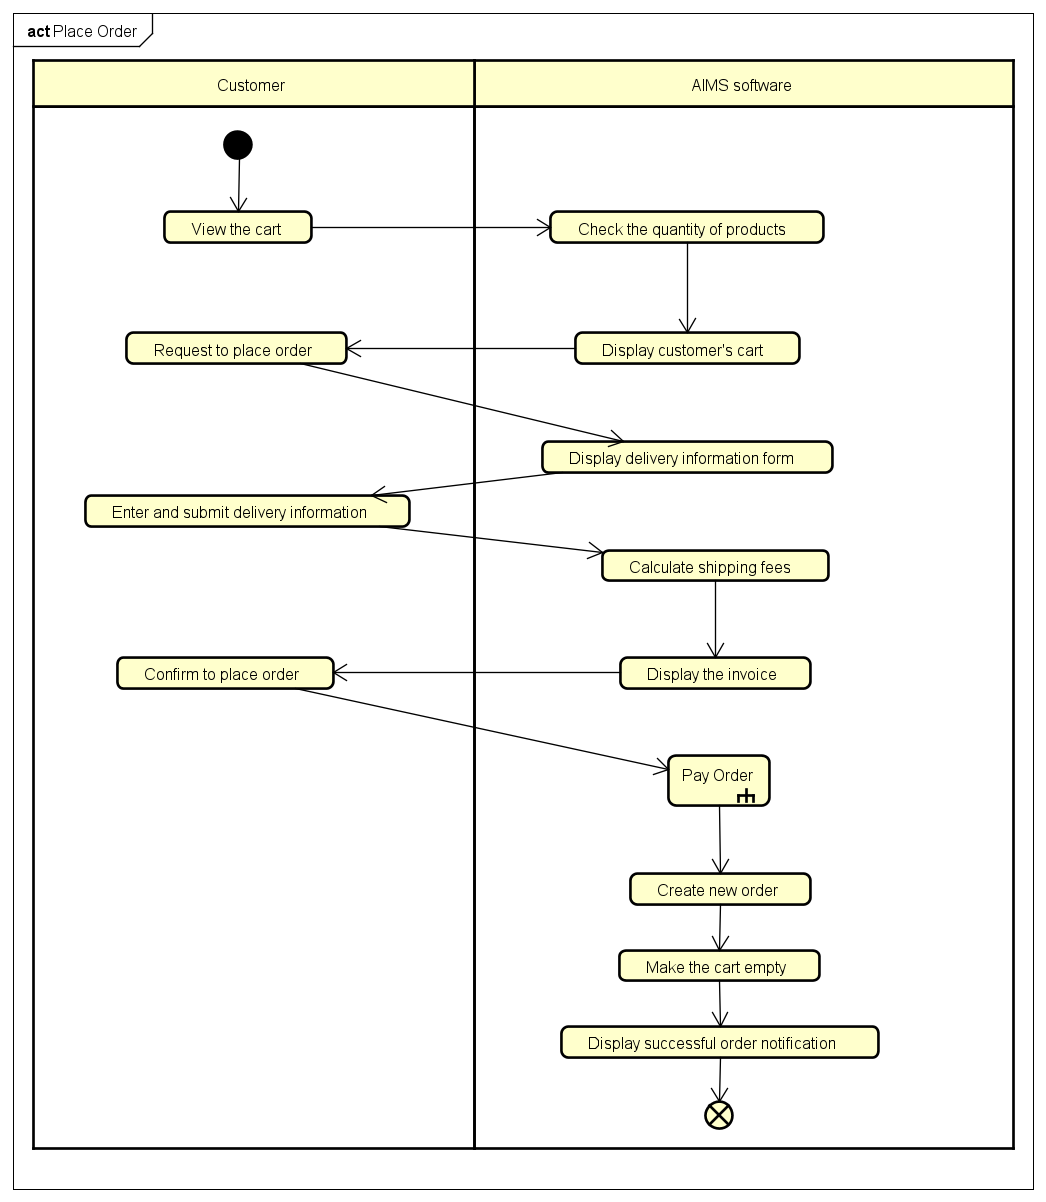 act Place Order
Customer
AIMS software
View the cart
Check the quantity of products
Request to place order
Display customer's cart
Display delivery information form
Enter and submit delivery information
Calculate shipping fees
Confirm to place order
Display the invoice
Pay Order
Create new order
Make the cart empty
Display successful order notification